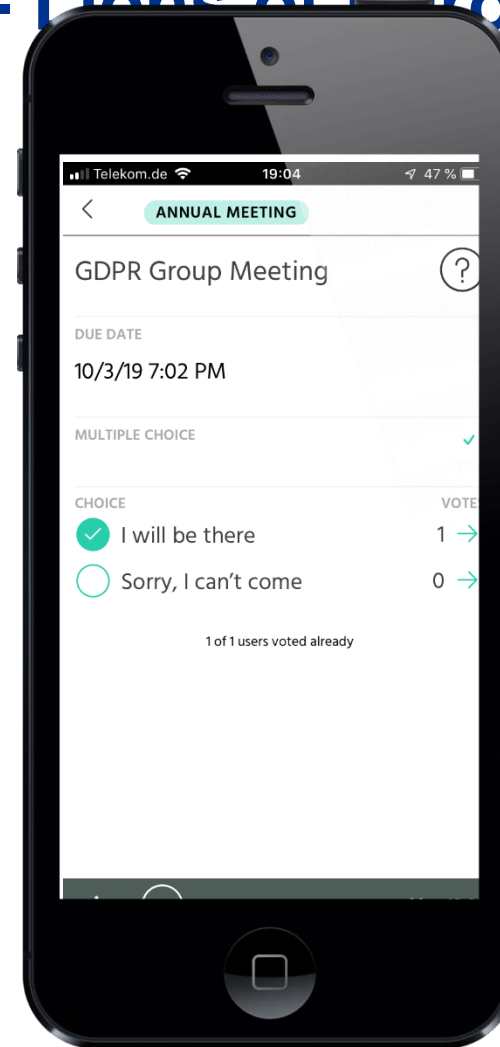 Telekom.de 19:04 47 %
ANNUAL MEETING
GDPR Group Meeting
?
DUE DATE
10/3/19 7:02 PM
MULTIPLE CHOICE
CHOICE VOTE
I will be there 1
Sorry, I can't come 0
1 of 1 users voted already